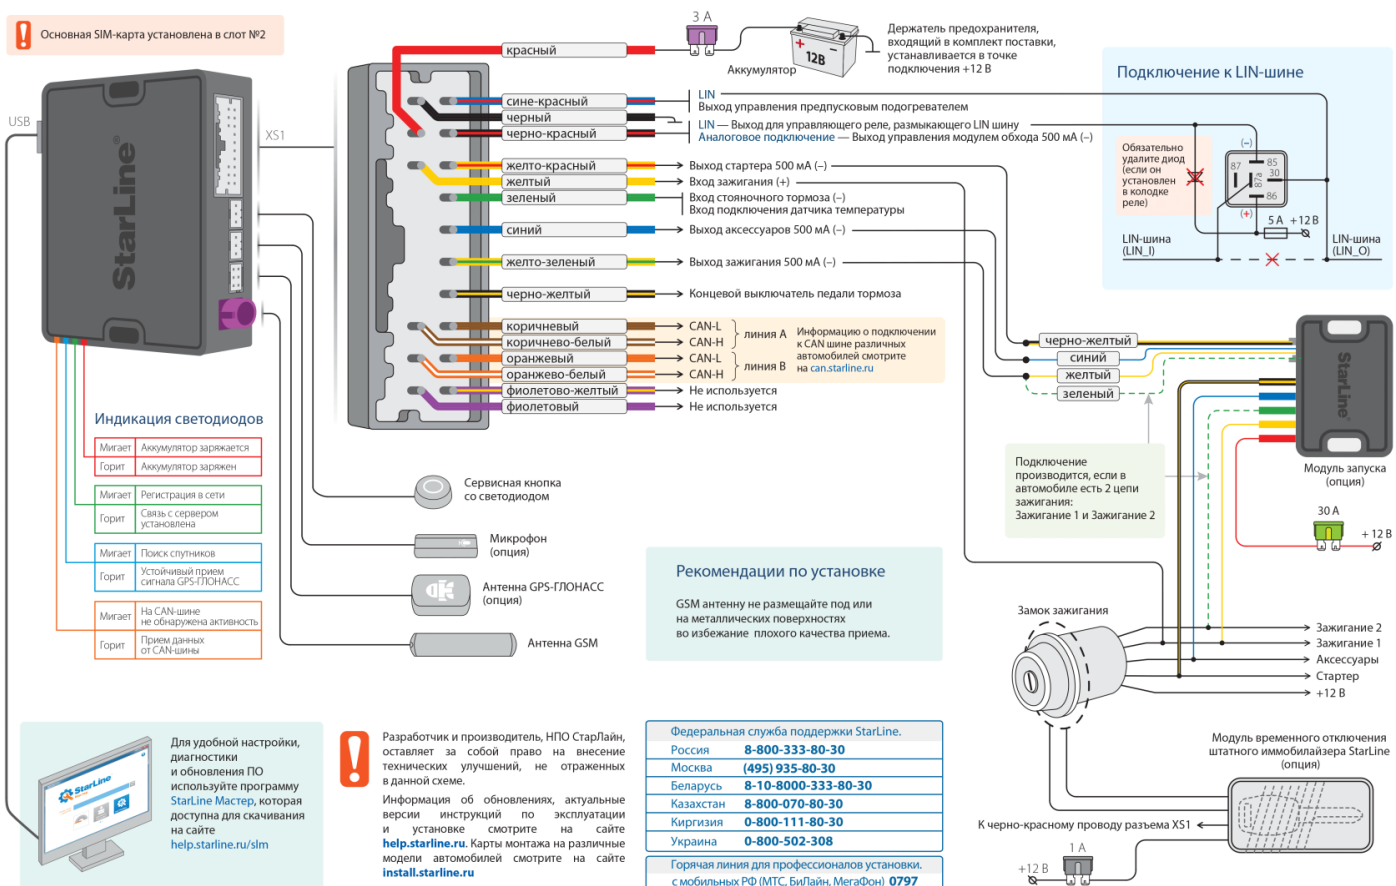 Основная SIM-карта установлена в слот №2
USB
StarLine
XS1
красный
3 А
Аккумулятор
12В
Держатель предохранителя,
входящий в комплект поставки,
устанавливается в точке
подключения +12 В
сине-красный
LIN
Выход управления предпусковым подогревателем
черный
черно-красный
LIN — Выход для управляющего реле, размыкающего LIN шину
Аналоговое подключение — Выход управления модулем обхода 500 мА (–)
желто-красный
Выход стартера 500 мА (–)
желтый
Вход зажигания (+)
зеленый
Вход стояночного тормоза (–)
Вход подключения датчика температуры
синий
Выход аксессуаров 500 мА (–)
желто-зеленый
Выход зажигания 500 мА (–)
черно-желтый
Концевой выключатель педали тормоза
коричневый
CAN-L
коричнево-белый
CAN-H
линия А
оранжевый
CAN-L
оранжево-белый
CAN-H
линия В
Информацию о подключении
к CAN шине различных
автомобилей смотрите
на can.starline.ru
фиолетово-желтый
Не используется
фиолетовый
Не используется
Подключение к LIN-шине
Обязательно
удалите диод
(если он
установлен
в колодке
реле)
(–)
87
85
30
87a
86
(+)
5 А
+12 В
LIN-шина
(LIN_I)
LIN-шина
(LIN_O)
черно-желтый
синий
желтый
зеленый
StarLine
Модуль запуска
(опция)
Подключение
производится, если в
автомобиле есть 2 цепи
зажигания:
Зажигание 1 и Зажигание 2
30 А
+ 12 В
Индикация светодиодов
Мигает Аккумулятор заряжается
Горит Аккумулятор заряжен
Мигает Регистрация в сети
Горит Связь с сервером
установлена
Мигает Поиск спутников
Горит Устойчивый прием
сигнала GPS-ГЛОНАСС
Мигает На CAN-шине
не обнаружена активность
Горит Прием данных
от CAN-шины
Сервисная кнопка
со светодиодом
Микрофон
(опция)
Антенна GPS-ГЛОНАСС
(опция)
Антенна GSM
Рекомендации по установке
GSM антенну не размещайте под или
на металлических поверхностях
во избежание плохого качества приема.
Замок зажигания
Зажигание 2
Зажигание 1
Аксессуары
Стартер
+12 В
Модуль временного отключения
штатного иммобилайзера StarLine
(опция)
К черно-красному проводу разъема XS1
1 А
+12 В
StarLine
Для удобной настройки,
диагностики
и обновления ПО
используйте программу
StarLine Мастер, которая
доступна для скачивания
на сайте
help.starline.ru/slm
Разработчик и производитель, НПО СтарЛайн,
оставляет за собой право на внесение
технических улучшений, не отраженных
в данной схеме.
Информация об обновлениях, актуальные
версии инструкций по эксплуатации
и установке смотрите на сайте
help.starline.ru. Карты монтажа на различные
модели автомобилей смотрите на сайте
install.starline.ru
Федеральная служба поддержки StarLine.
Россия 8-800-333-80-30
Москва (495) 935-80-30
Беларусь 8-10-8000-333-80-30
Казахстан 8-800-070-80-30
Киргизия 0-800-111-80-30
Украина 0-800-502-308
Горячая линия для профессионалов установки.
с мобильных РФ (МТС, БиЛайн, МегаФон) 0797